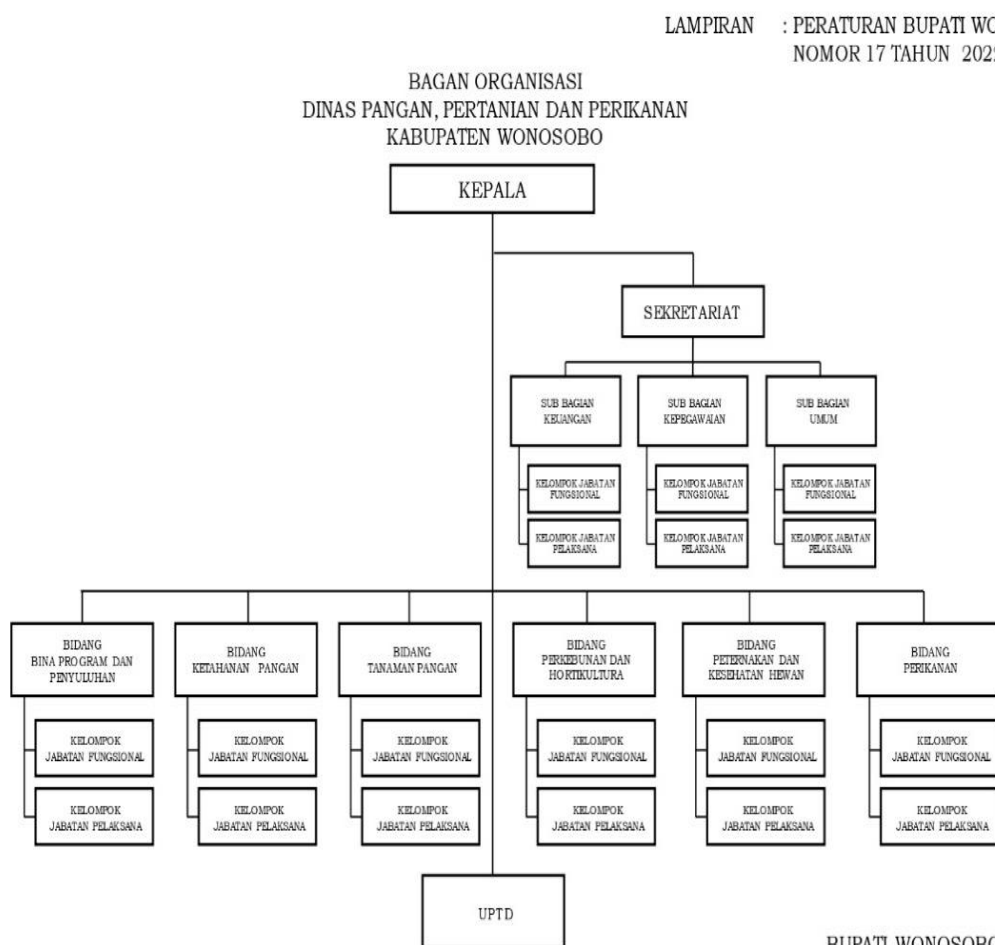 LAMPIRAN : PERATURAN BUPATI WO
NOMOR 17 TAHUN 202
BAGAN ORGANISASI
DINAS PANGAN, PERTANIAN DAN PERIKANAN
KABUPATEN WONOSOBO
KEPALA
SEKRETARIAT
SUB BAGIAN
KEUANGAN
SUB BAGIAN
KEPEGAWAIAN
SUB BAGIAN
UMUM
KELOMPOK JABATAN
FUNGSIONAL
KELOMPOK JABATAN
FUNGSIONAL
KELOMPOK JABATAN
FUNGSIONAL
KELOMPOK JABATAN
PELAKSANA
KELOMPOK JABATAN
PELAKSANA
KELOMPOK JABATAN
PELAKSANA
BIDANG
BINA PROGRAM DAN
PENYULUHAN
BIDANG
KETAHANAN PANGAN
BIDANG
TANAMAN PANGAN
BIDANG
PERKEBUNAN DAN
HORTIKULTURA
BIDANG
PETERNAKAN DAN
KESEHATAN HEWAN
BIDANG
PERIKANAN
KELOMPOK
JABATAN FUNGSIONAL
KELOMPOK
JABATAN FUNGSIONAL
KELOMPOK
JABATAN FUNGSIONAL
KELOMPOK
JABATAN FUNGSIONAL
KELOMPOK
JABATAN FUNGSIONAL
KELOMPOK
JABATAN FUNGSIONAL
KELOMPOK
JABATAN PELAKSANA
KELOMPOK
JABATAN PELAKSANA
KELOMPOK
JABATAN PELAKSANA
KELOMPOK
JABATAN PELAKSANA
KELOMPOK
JABATAN PELAKSANA
KELOMPOK
JABATAN PELAKSANA
UPTD
BUPATI WONOSOBO